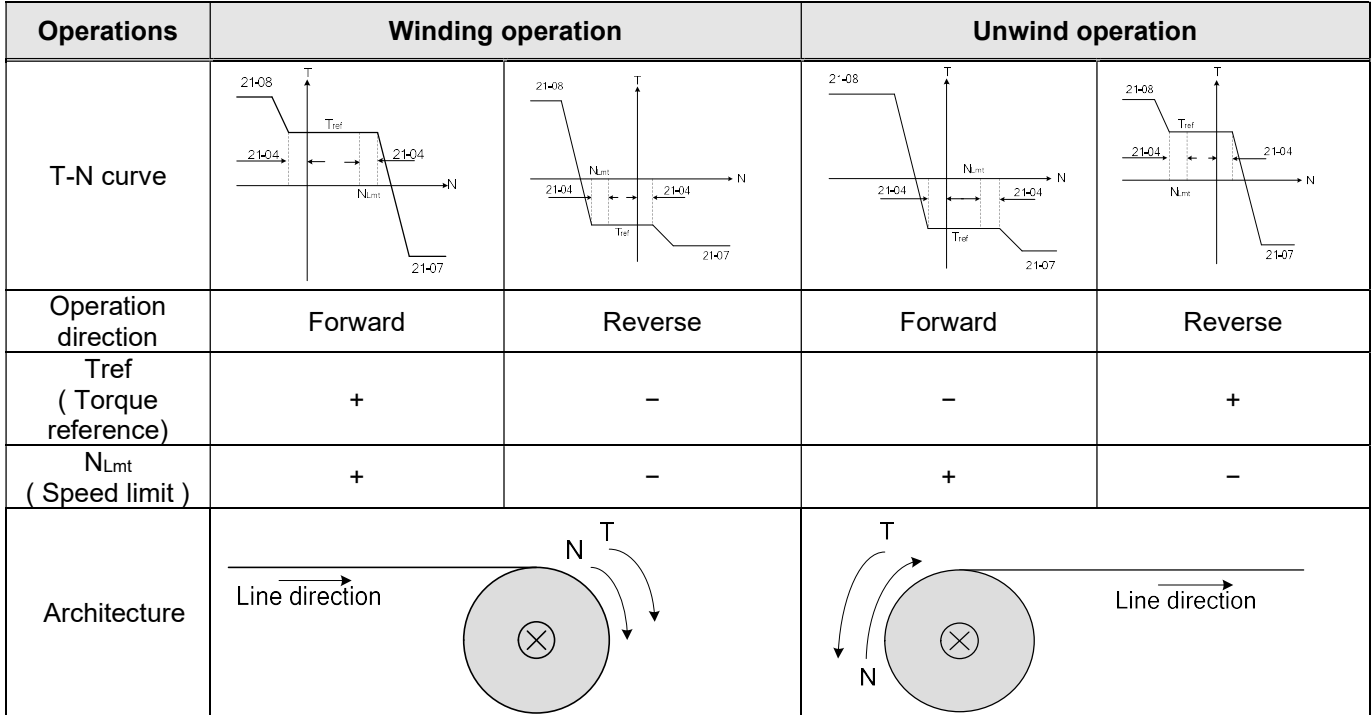 Operations
Winding operation
Unwind operation
T-N curve
T
21-08
Tref
21-04
21-04
N
NLmt
21-07
T
21-08
NLmt
N
21-04
21-04
Tref
21-07
T
21-08
NLmt
N
21-04
21-04
Tref
21-07
T
21-08
Tref
21-04
21-04
N
NLmt
21-07
Operation
direction
Forward
Reverse
Forward
Reverse
Tref
( Torque
reference)
+
−
−
+
NLmt
( Speed limit )
+
−
+
−
Architecture
T
N
Line direction
T
N
Line direction